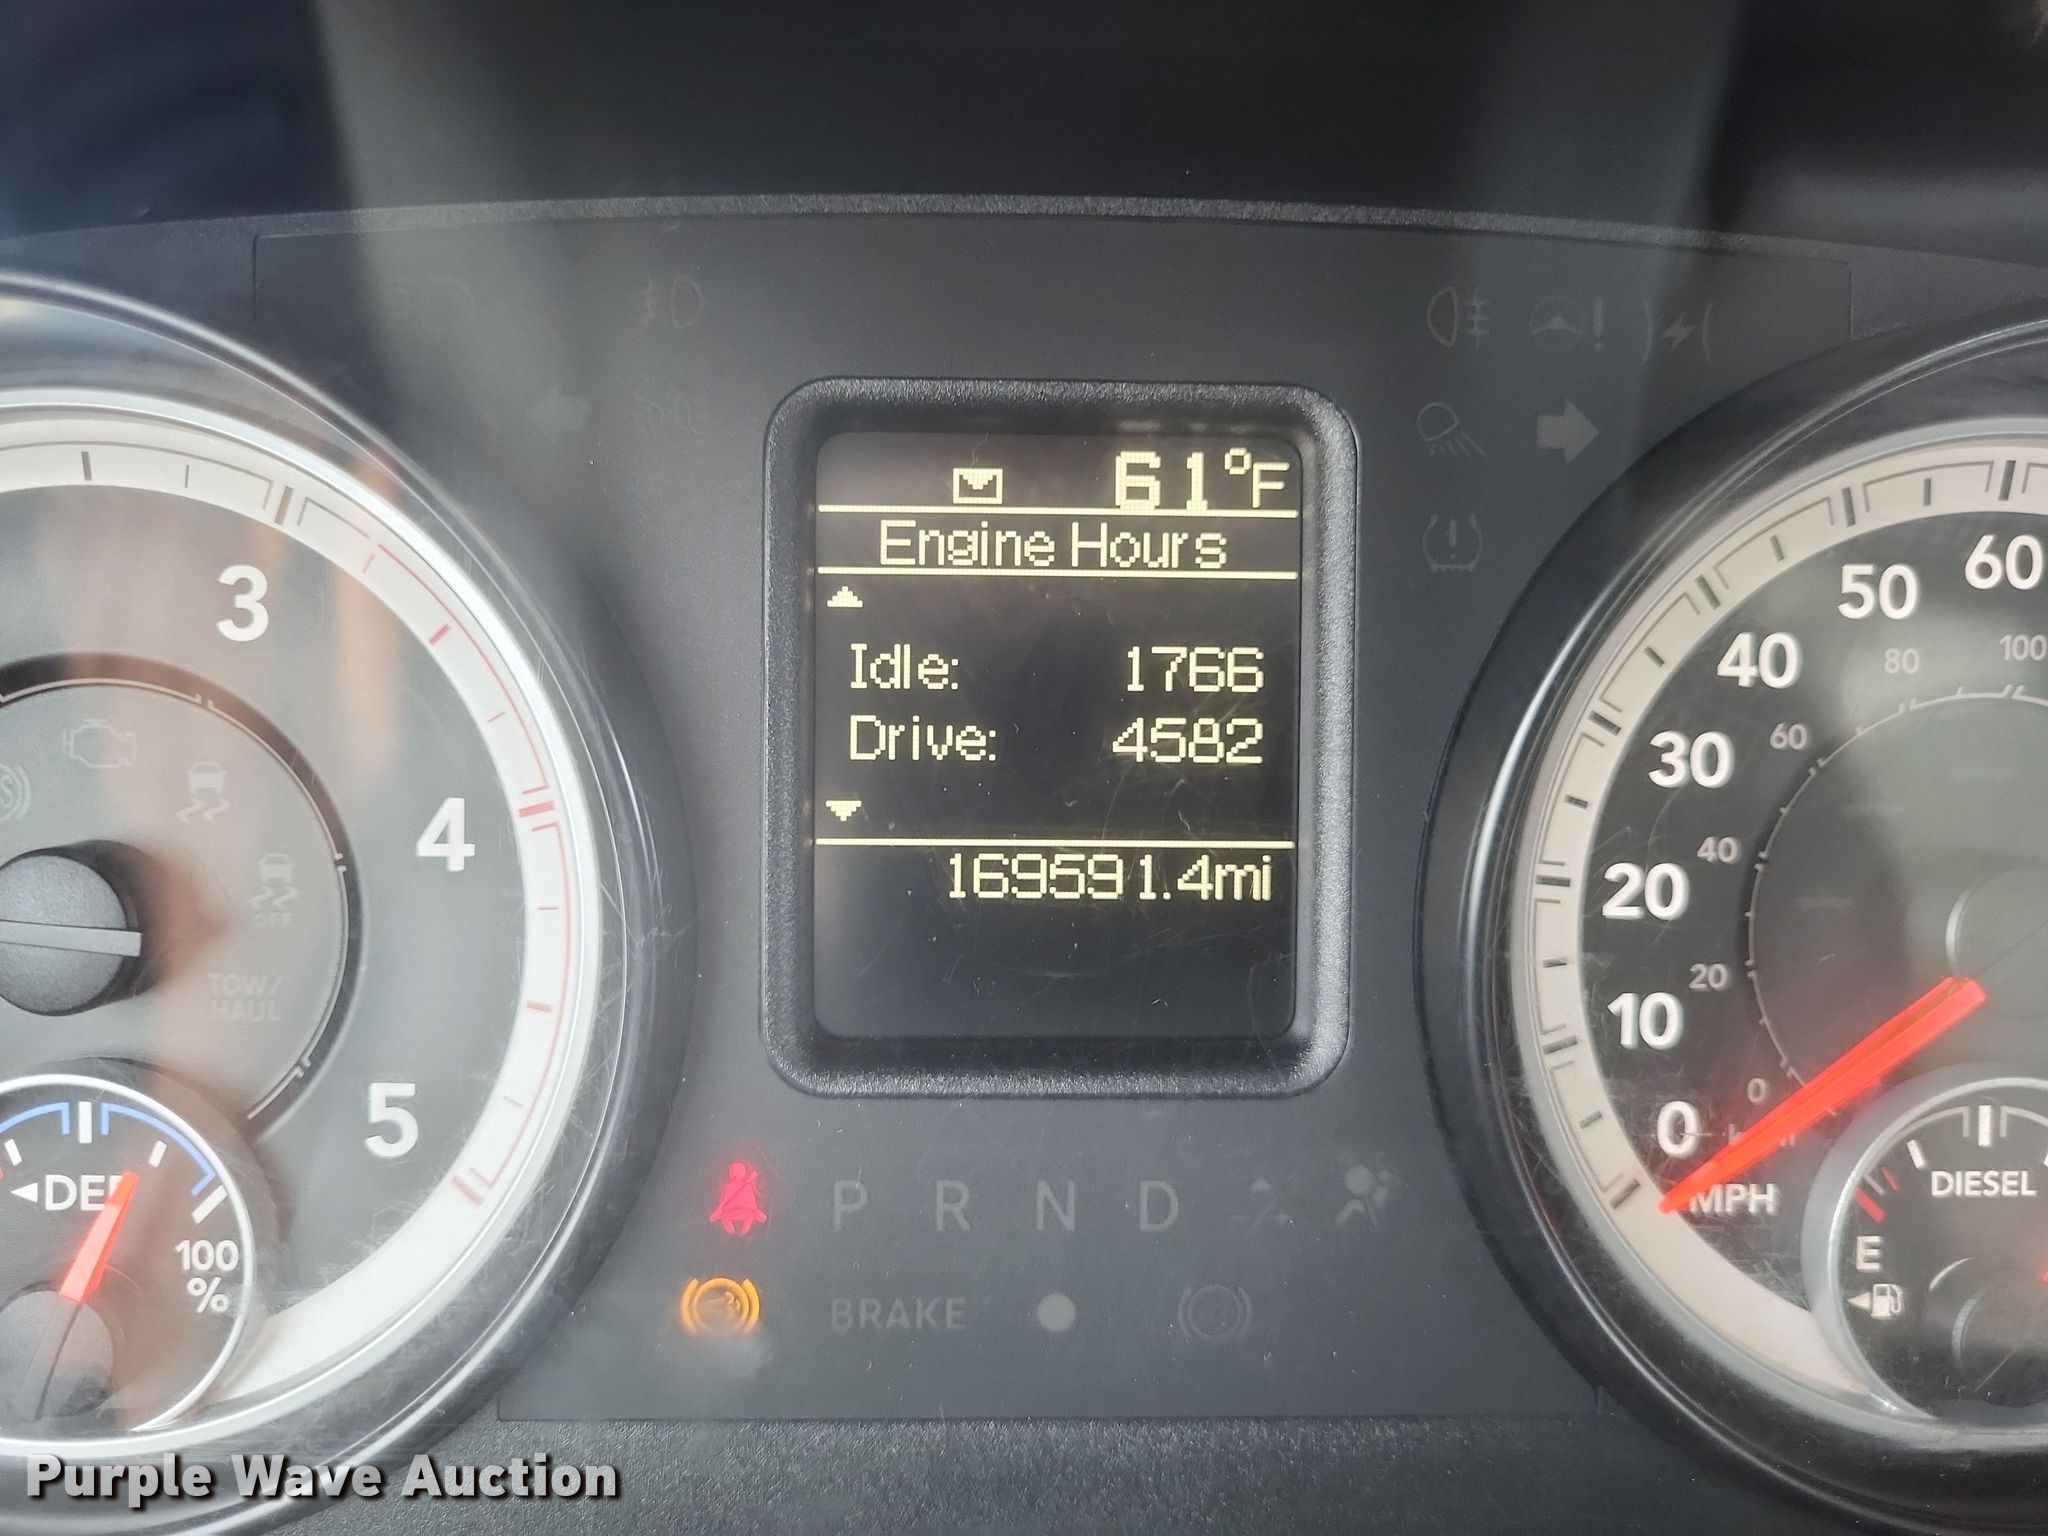 61°F
Engine Hours
Idle: 1766
Drive: 4582
169591.4mi
3
4
5
TOW/
HAUL
OFF
DEF
100
%
60
50
40
30
20
10
0
100
80
60
40
20
0
MPH
DIESEL
E
P R N D
BRAKE
Purple Wave Auction